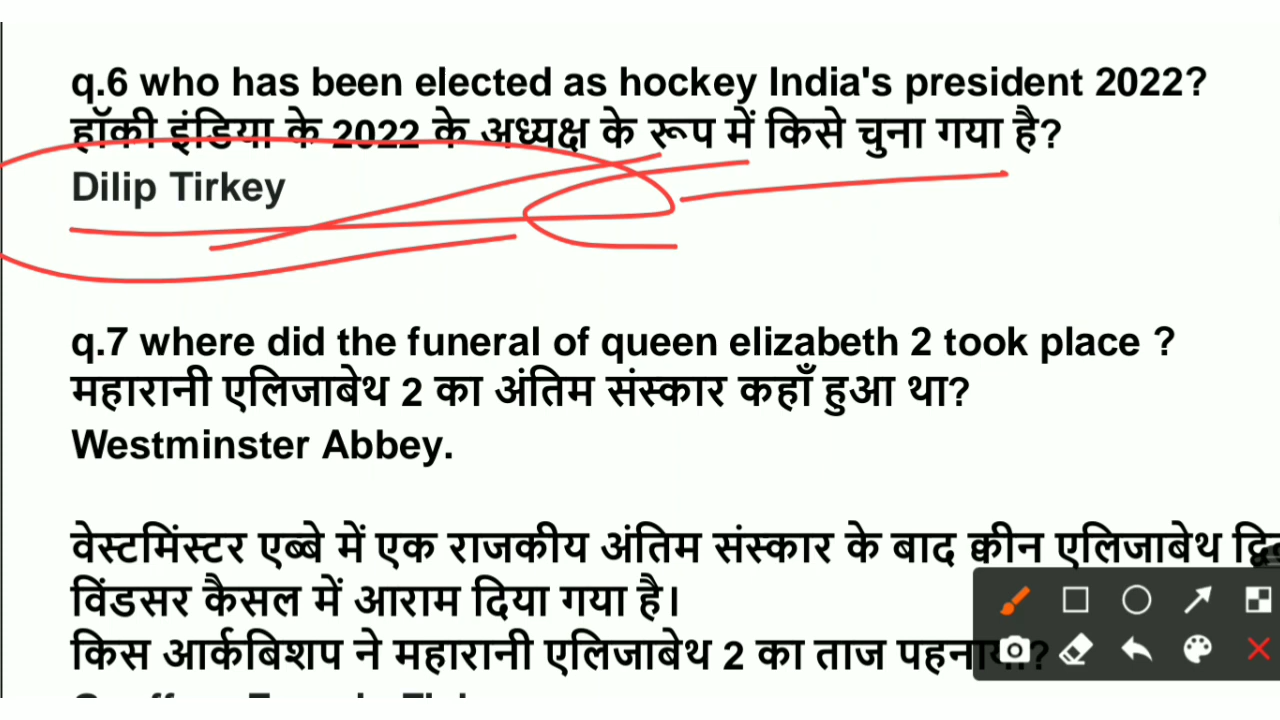 q.6 who has been elected as hockey India's president 2022?
हॉकी इंडिया के 2022 के अध्यक्ष के रूप में किसे चुना गया है?
Dilip Tirkey
q.7 where did the funeral of queen elizabeth 2 took place ?
महारानी एलिजाबेथ 2 का अंतिम संस्कार कहाँ हुआ था?
Westminster Abbey.
वेस्टमिंस्टर एब्बे में एक राजकीय अंतिम संस्कार के बाद क्वीन एलिजाबेथ
विंडसर कैसल में आराम दिया गया है।
किस आर्कबिशप ने महारानी एलिजाबेथ 2 का ताज